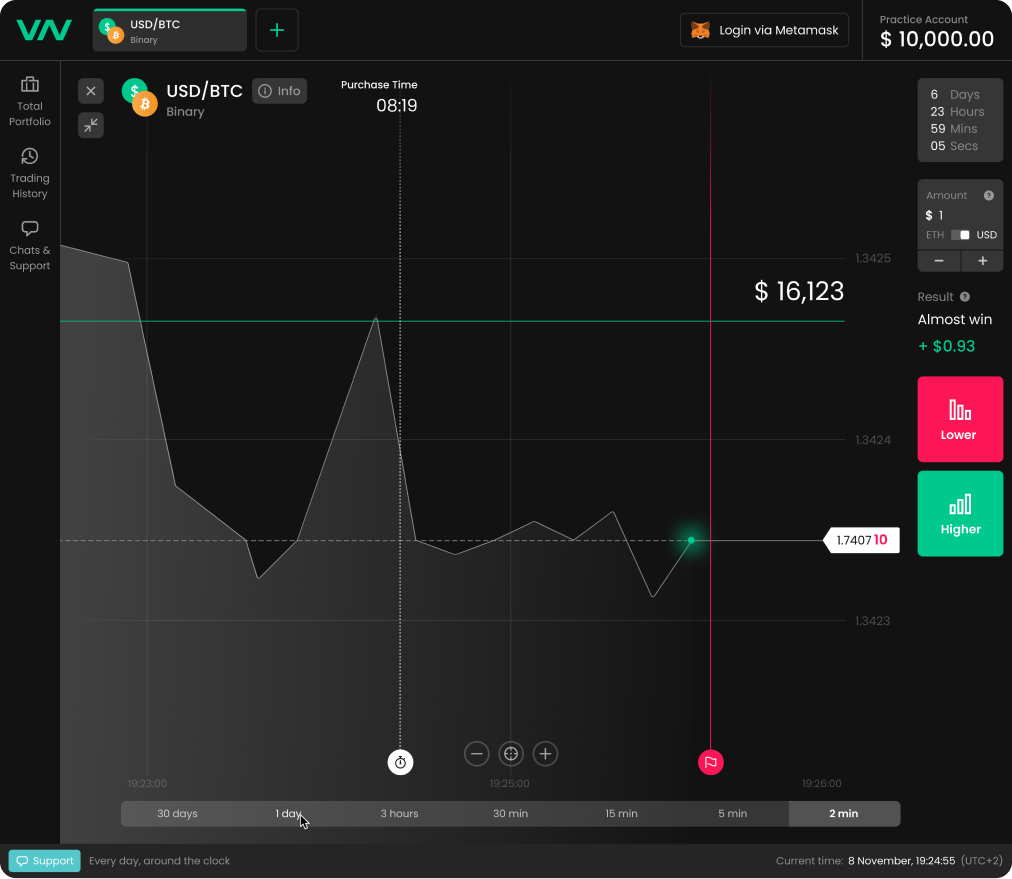 USD/BTC
Binary
+
Login via Metamask
Practice Account
$ 10,000.00
Total
Portfolio
Trading
History
Chats &
Support
USD/BTC
Info
Binary
Purchase Time
08:19
6 Days
23 Hours
59 Mins
05 Secs
Amount ?
$ 1
ETH USD
− +
Result ?
Almost win
+ $0.93
Lower
Higher
1.3425
$ 16,123
1.3424
1.7407 10
1.3423
19:23:00
19:25:00
19:26:00
30 days
1 day
3 hours
30 min
15 min
5 min
2 min
Support
Every day, around the clock
Current time: 8 November, 19:24:55 (UTC+2)